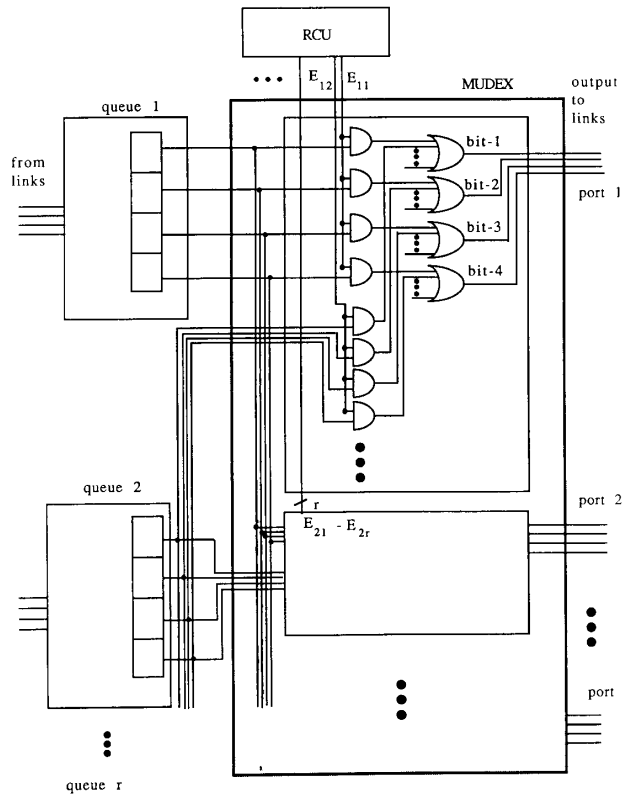 RCU
E12 E11
MUDEX
output
to
links
queue 1
from
links
bit-1
bit-2
bit-3
bit-4
port 1
queue 2
r
E21 - E2r
port 2
port
queue r